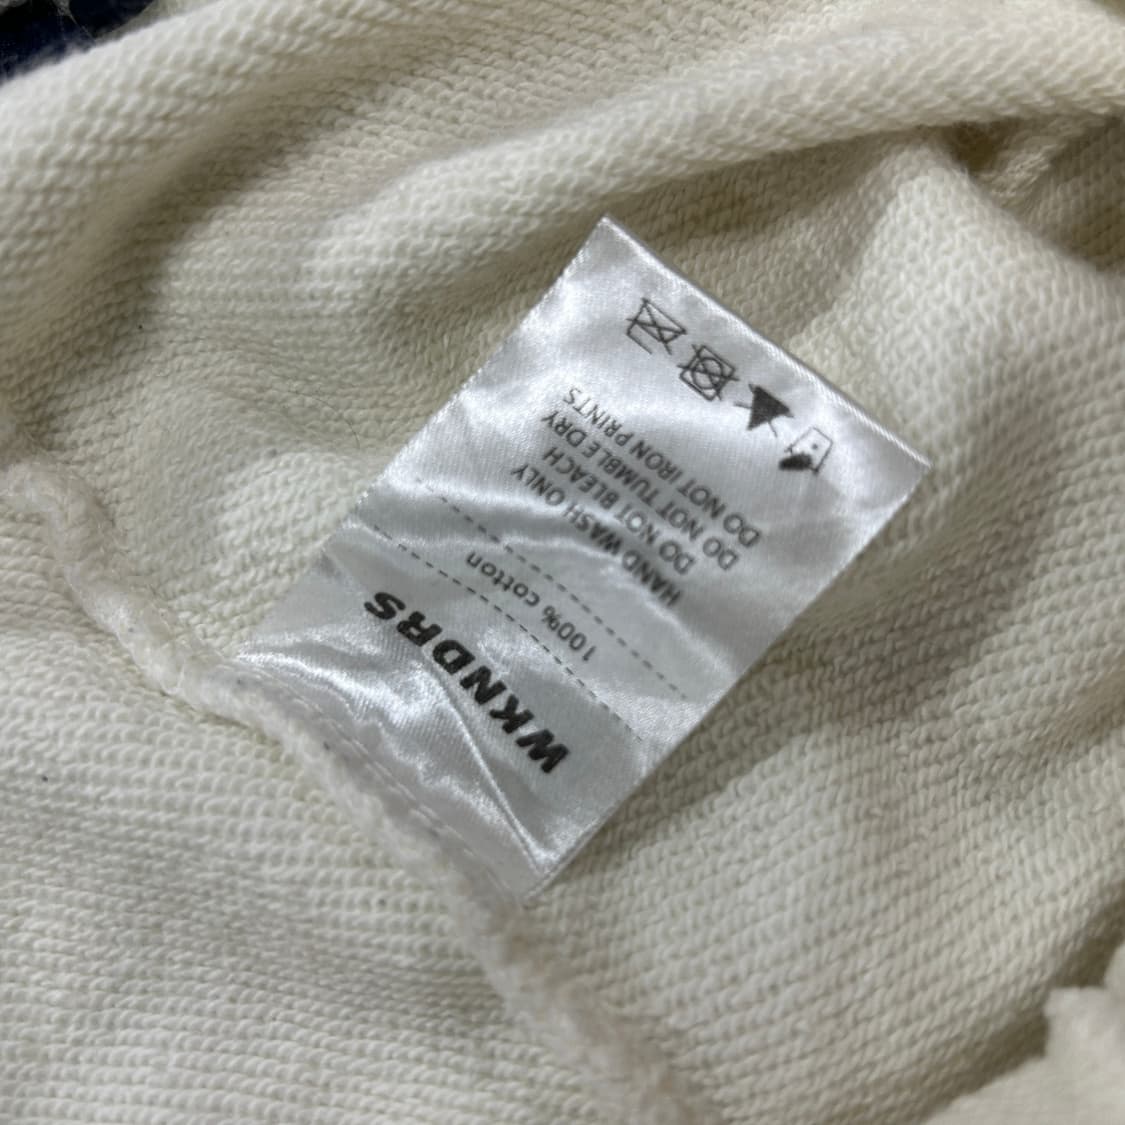 WKNDRS
100% cotton
HAND WASH ONLY
DO NOT BLEACH
DO NOT TUMBLE DRY
DO NOT IRON PRINTS